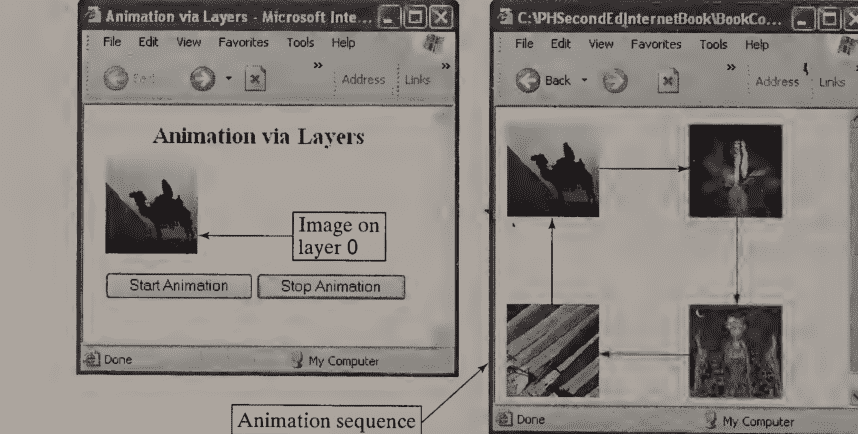 Animation via Layers - Microsoft Inte...
File Edit View Favorites Tools Help
» Address Links »
Animation via Layers
Image on
layer 0
Start Animation Stop Animation
Done My Computer
C:\PHSecondEd\InternetBook\BookCo...
File Edit View Favorites Tools Help
Back » Address Links »
Done My Computer
Animation sequence